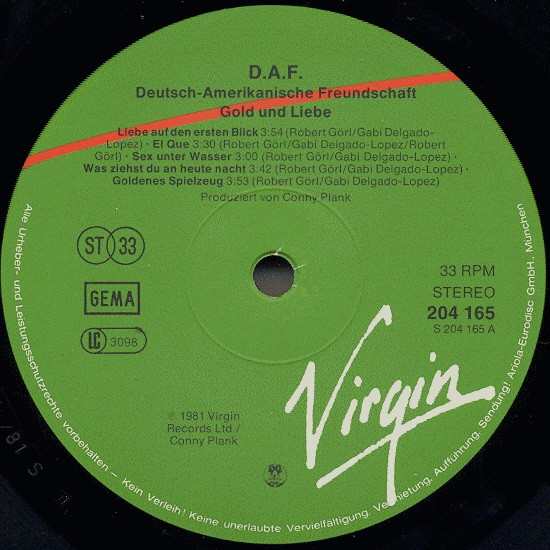 D.A.F.
Deutsch-Amerikanische Freundschaft
Gold und Liebe
Liebe auf den ersten Blick 3:54 (Robert Görl/Gabi Delgado-
Lopez) · El Que 3:30 (Robert Görl/Gabi Delgado-Lopez/Robert
Görl) · Sex unter Wasser 3:00 (Robert Görl/Gabi Delgado-Lopez) ·
Was ziehst du an heute nacht 3:42 (Robert Görl/Gabi Delgado-Lopez) ·
Goldenes Spielzeug 3:53 (Robert Görl/Gabi Delgado-Lopez)
Produziert von Conny Plank
ST 33
GEMA
LC 3098
33 RPM
STEREO
204 165
S 204 165 A
Virgin
℗ 1981 Virgin
Records Ltd./
Conny Plank
Alle Urheber- und Leistungsschutzrechte vorbehalten – Kein Verleih! Keine unerlaubte Vervielfältigung, Vermietung, Aufführung, Sendung! Ariola-Eurodisc GmbH., München